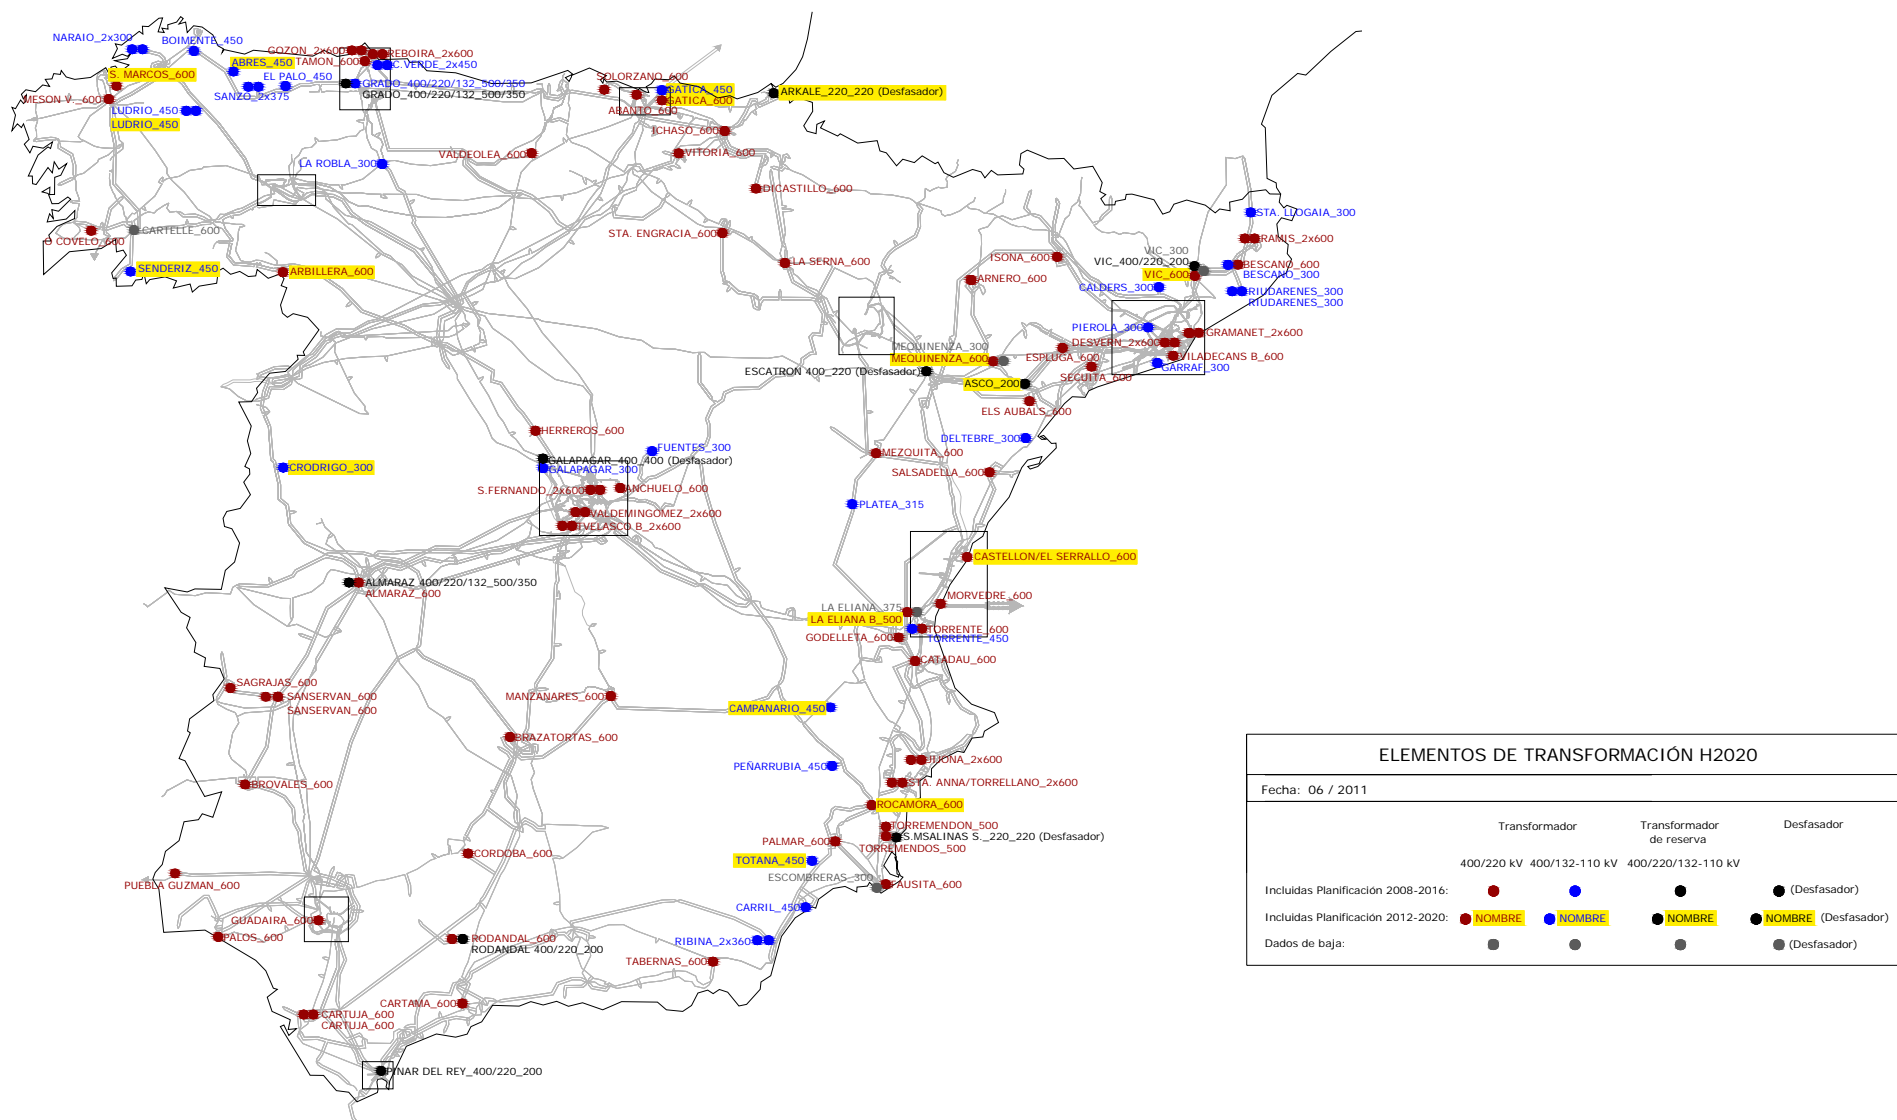 NARAIO_2x300
BOIMENTE_450
GOZON_2x600
REBOIRA_2x600
TAMON_600
C.VERDE_2x450
ABRES_450
S. MARCOS_600
EL PALO_450
GRADO_400/220/132_500/350
GRADO_400/220/132_500/350
SANZO_2x375
MESON V._600
LUDRIO_450
LUDRIO_450
SOLORZANO_600
GATICA_450
GATICA_600
ABANTO_600
ARKALE_220_220 (Desfasador)
ICHASO_600
VALDEOLEA_600
VITORIA_600
LA ROBLA_300
DICASTILLO_600
STA. LLOGAIA_300
CARTELLE_600
O COVELO_600
STA. ENGRACIA_600
RAMIS_2x600
VIC_300
ISONA_600
VIC_400/220_200
LA SERNA_600
BESCANO_600
SENDERIZ_450
ARBILLERA_600
VIC_600
BESCANO_300
ARNERO_600
CALDERS_300
RIUDARENES_300
RIUDARENES_300
PIEROLA_300
GRAMANET_2x600
DESVERN_2x600
MEQUINENZA_300
MEQUINENZA_600
ESPLUGA_600
VILADECANS B_600
GARRAF_300
ESCATRON 400_220 (Desfasador)
SECUITA_600
ASCO_200
ELS AUBALS_600
HERREROS_600
DELTEBRE_300
FUENTES_300
MEZQUITA_600
GALAPAGAR_400_400 (Desfasador)
GALAPAGAR_300
CRODRIGO_300
SALSADELLA_600
S.FERNANDO_2x600
ANCHUELO_600
PLATEA_315
VALDEMINGOMEZ_2x600
TVELASCO B_2x600
CASTELLON/EL SERRALLO_600
ALMARAZ_400/220/132_500/350
ALMARAZ_600
MORVEDRE_600
LA ELIANA_375
LA ELIANA B_500
TORRENTE_600
GODELLETA_600
TORRENTE_450
CATADAU_600
SAGRAJAS_600
SANSERVAN_600
SANSERVAN_600
MANZANARES_600
CAMPANARIO_450
BRAZATORTAS_600
JIJONA_2x600
PEÑARRUBIA_450
STA. ANNA/TORRELLANO_2x600
BROVALES_600
ROCAMORA_600
TORREMENDON_500
S.MSALINAS S._220_220 (Desfasador)
PALMAR_600
TORREMENDOS_500
CORDOBA_600
TOTANA_450
ESCOMBRERAS_300
FAUSITA_600
PUEBLA GUZMAN_600
CARRIL_450
GUADAIRA_600
PALOS_600
RODANDAL_600
RODANDAL 400/220_200
RIBINA_2x360
TABERNAS_600
CARTAMA_600
CARTUJA_600
CARTUJA_600
PINAR DEL REY_400/220_200
ELEMENTOS DE TRANSFORMACIÓN H2020
Fecha: 06 / 2011
Transformador
Transformador
de reserva
Desfasador
400/220 kV 400/132-110 kV 400/220/132-110 kV
Incluidas Planificación 2008-2016: (Desfasador)
Incluidas Planificación 2012-2020: NOMBRE NOMBRE NOMBRE NOMBRE (Desfasador)
Dados de baja: (Desfasador)